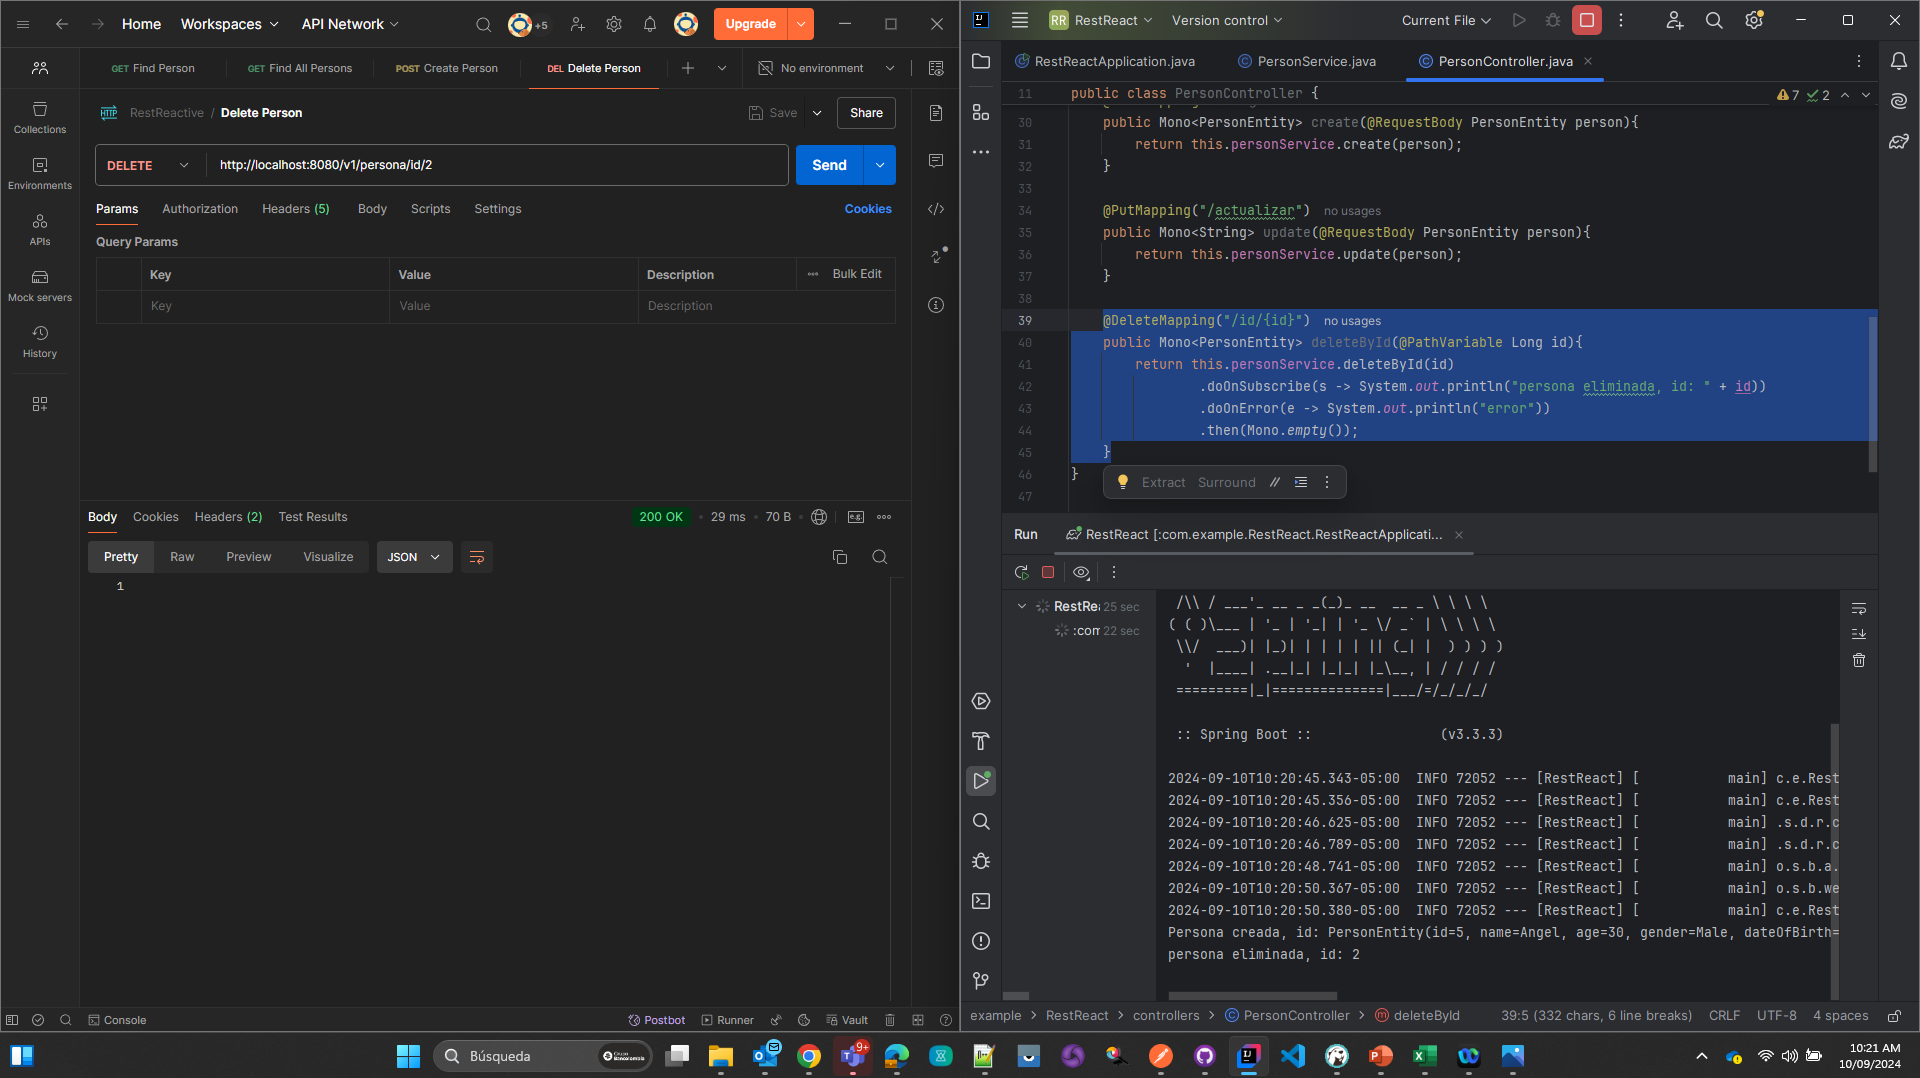 Home
Workspaces
API Network
+5
Upgrade
GET Find Person
GET Find All Persons
POST Create Person
DEL Delete Person
No environment
HTTP
RestReactive / Delete Person
Save
Share
DELETE
http://localhost:8080/v1/persona/id/2
Send
Params
Authorization
Headers (5)
Body
Scripts
Settings
Cookies
Query Params
Key
Value
Description
Bulk Edit
Key
Value
Description
Collections
Environments
APIs
Mock servers
History
Body
Cookies
Headers (2)
Test Results
200 OK
29 ms
70 B
Pretty
Raw
Preview
Visualize
JSON
1
Console
Postbot
Runner
Vault
RR RestReact
Version control
Current File
RestReactApplication.java
PersonService.java
PersonController.java
11 public class PersonController {
7
2
30 public Mono<PersonEntity> create(@RequestBody PersonEntity person){
31 return this.personService.create(person);
32 }
33
34 @PutMapping("/actualizar") no usages
35 public Mono<String> update(@RequestBody PersonEntity person){
36 return this.personService.update(person);
37 }
38
39 @DeleteMapping("/id/{id}") no usages
40 public Mono<PersonEntity> deleteById(@PathVariable Long id){
41 return this.personService.deleteById(id)
42 .doOnSubscribe(s -> System.out.println("persona eliminada, id: " + id))
43 .doOnError(e -> System.out.println("error"))
44 .then(Mono.empty());
45 }
46 }
47
Extract
Surround
Run
RestReact [:com.example.RestReact.RestReactApplicati...
RestRea 25 sec
:com 22 sec
/\\ / ___'_ __ _ _(_)_ __  __ _ \ \ \ \
( ( )\___ | '_ | '_| | '_ \/ _` | \ \ \ \
\\/  ___)| |_)| | | | | || (_| |  ) ) ) )
'  |____| .__|_| |_|_| |_\__, | / / / /
=========|_|==============|___/=/_/_/_/
:: Spring Boot :: (v3.3.3)
2024-09-10T10:20:45.343-05:00 INFO 72052 --- [RestReact] [ main] c.e.Rest
2024-09-10T10:20:45.356-05:00 INFO 72052 --- [RestReact] [ main] c.e.Rest
2024-09-10T10:20:46.625-05:00 INFO 72052 --- [RestReact] [ main] .s.d.r.c
2024-09-10T10:20:46.789-05:00 INFO 72052 --- [RestReact] [ main] .s.d.r.c
2024-09-10T10:20:48.741-05:00 INFO 72052 --- [RestReact] [ main] o.s.b.a.
2024-09-10T10:20:50.367-05:00 INFO 72052 --- [RestReact] [ main] o.s.b.we
2024-09-10T10:20:50.380-05:00 INFO 72052 --- [RestReact] [ main] c.e.Rest
Persona creada, id: PersonEntity(id=5, name=Angel, age=30, gender=Male, dateOfBirth=
persona eliminada, id: 2
example > RestReact > controllers > PersonController > deleteById
39:5 (332 chars, 6 line breaks)
CRLF
UTF-8
4 spaces
Búsqueda
9+
10:21 AM
10/09/2024